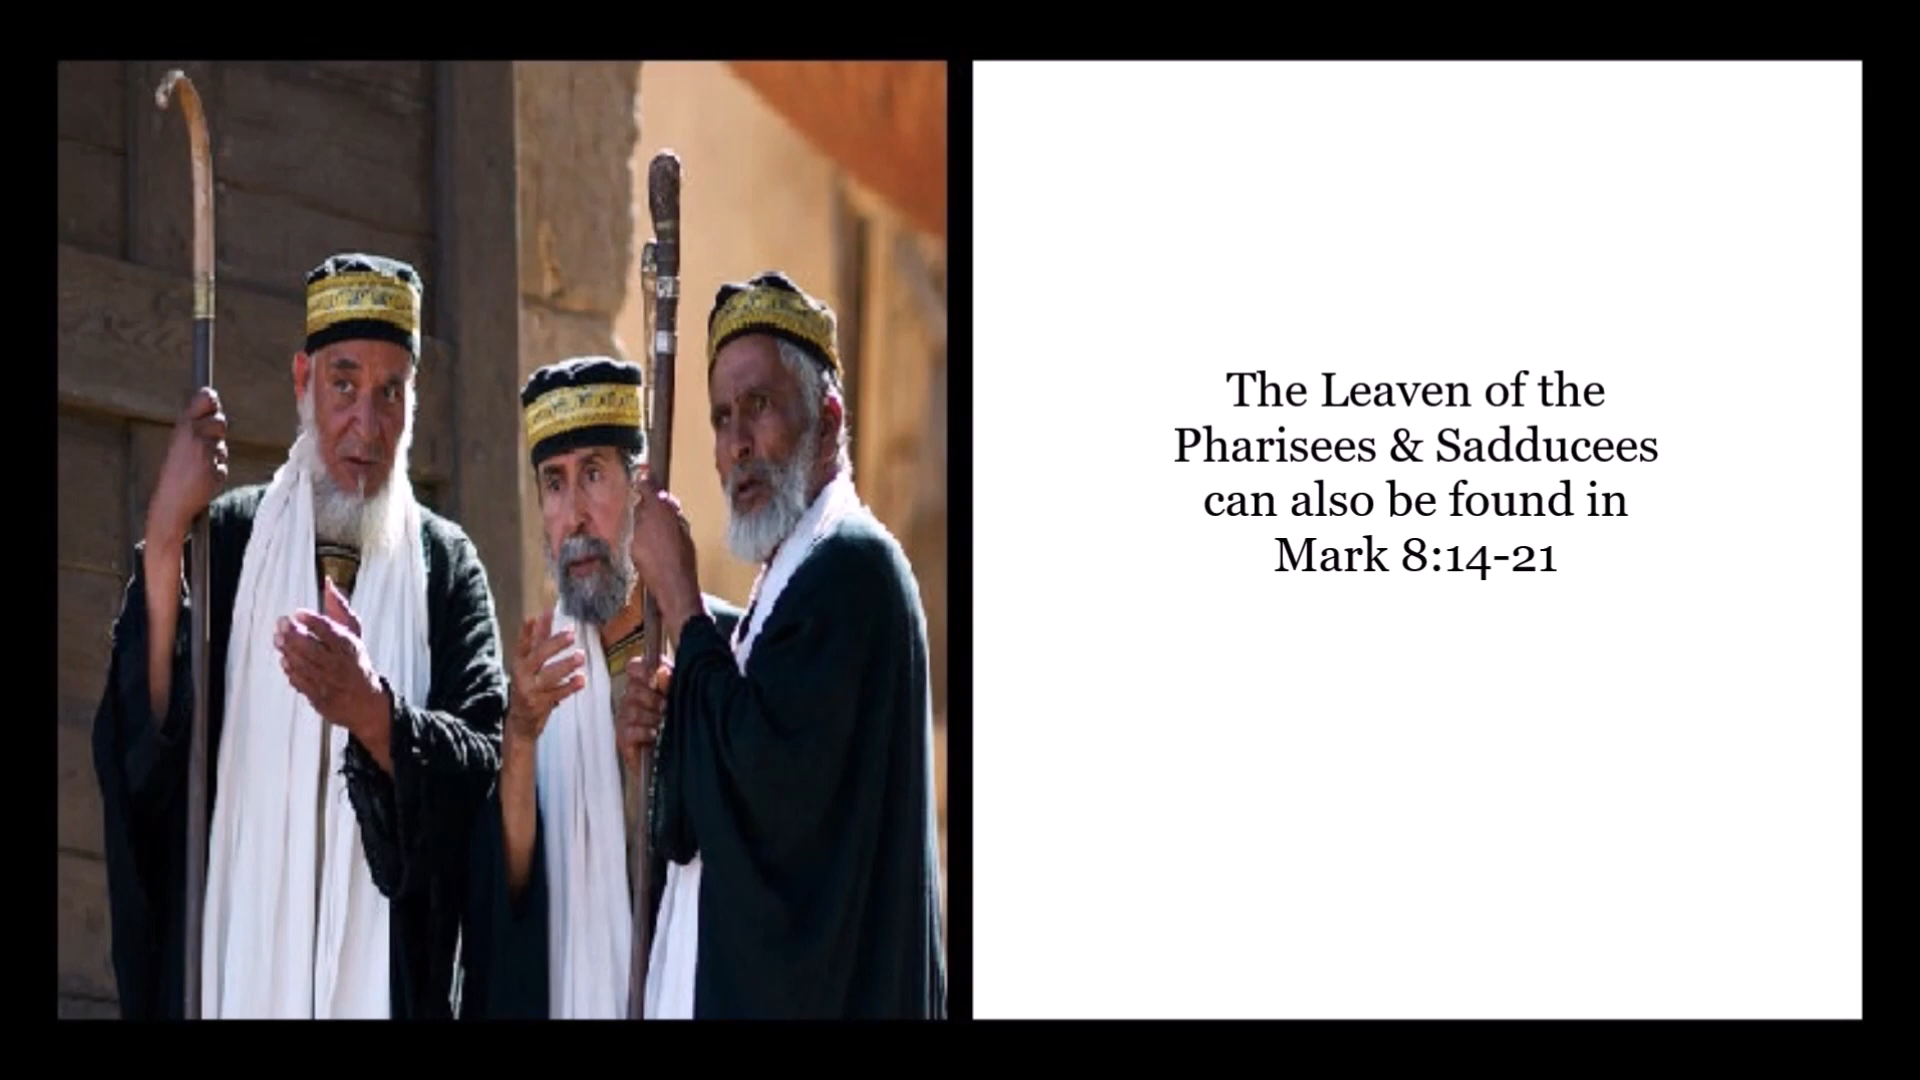 The Leaven of the
Pharisees & Sadducees
can also be found in
Mark 8:14-21